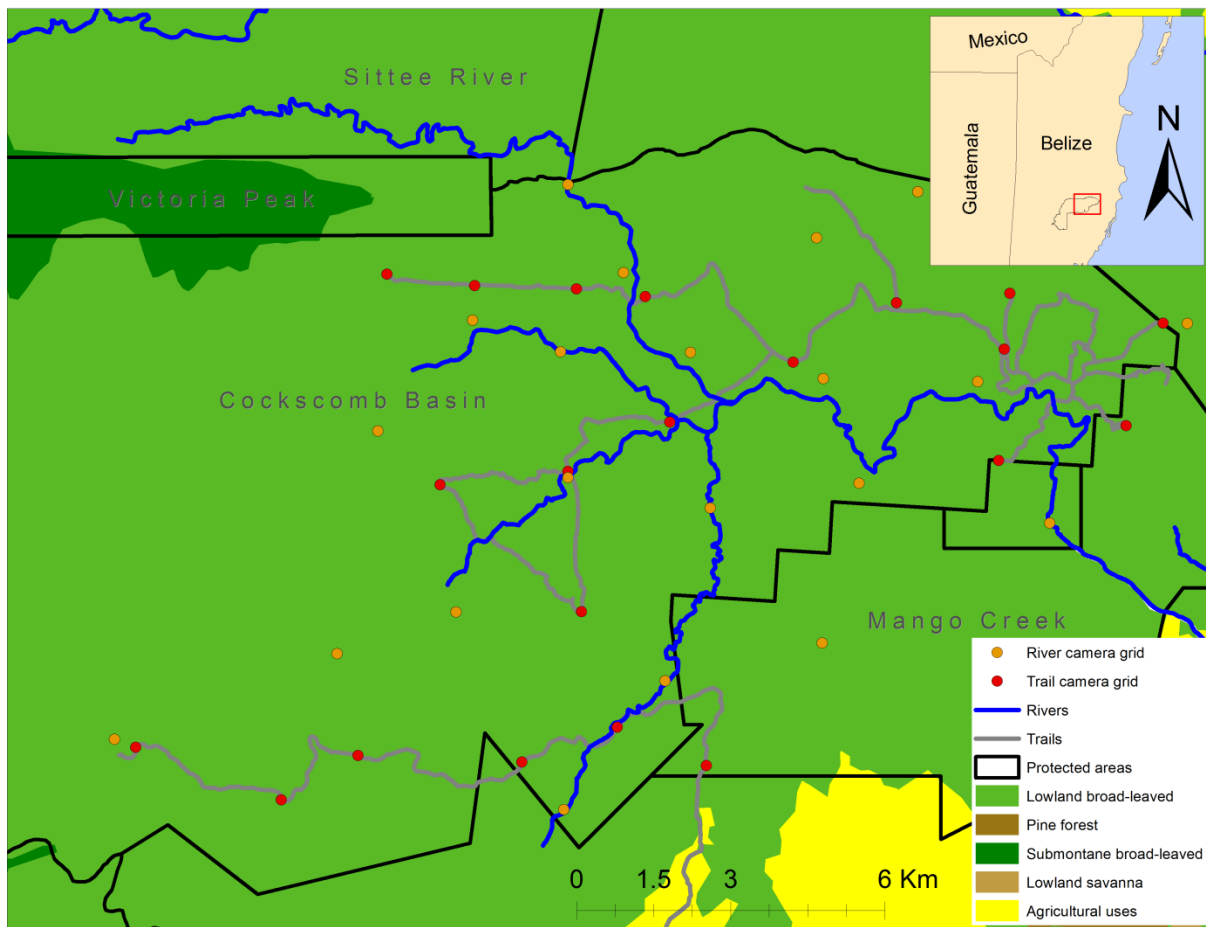 Sittee River
Victoria Peak
Cockscomb Basin
Mango Creek
Mexico
Guatemala
Belize
N
River camera grid
Trail camera grid
Rivers
Trails
Protected areas
Lowland broad-leaved
Pine forest
Submontane broad-leaved
Lowland savanna
Agricultural uses
0 1.5 3 6 Km